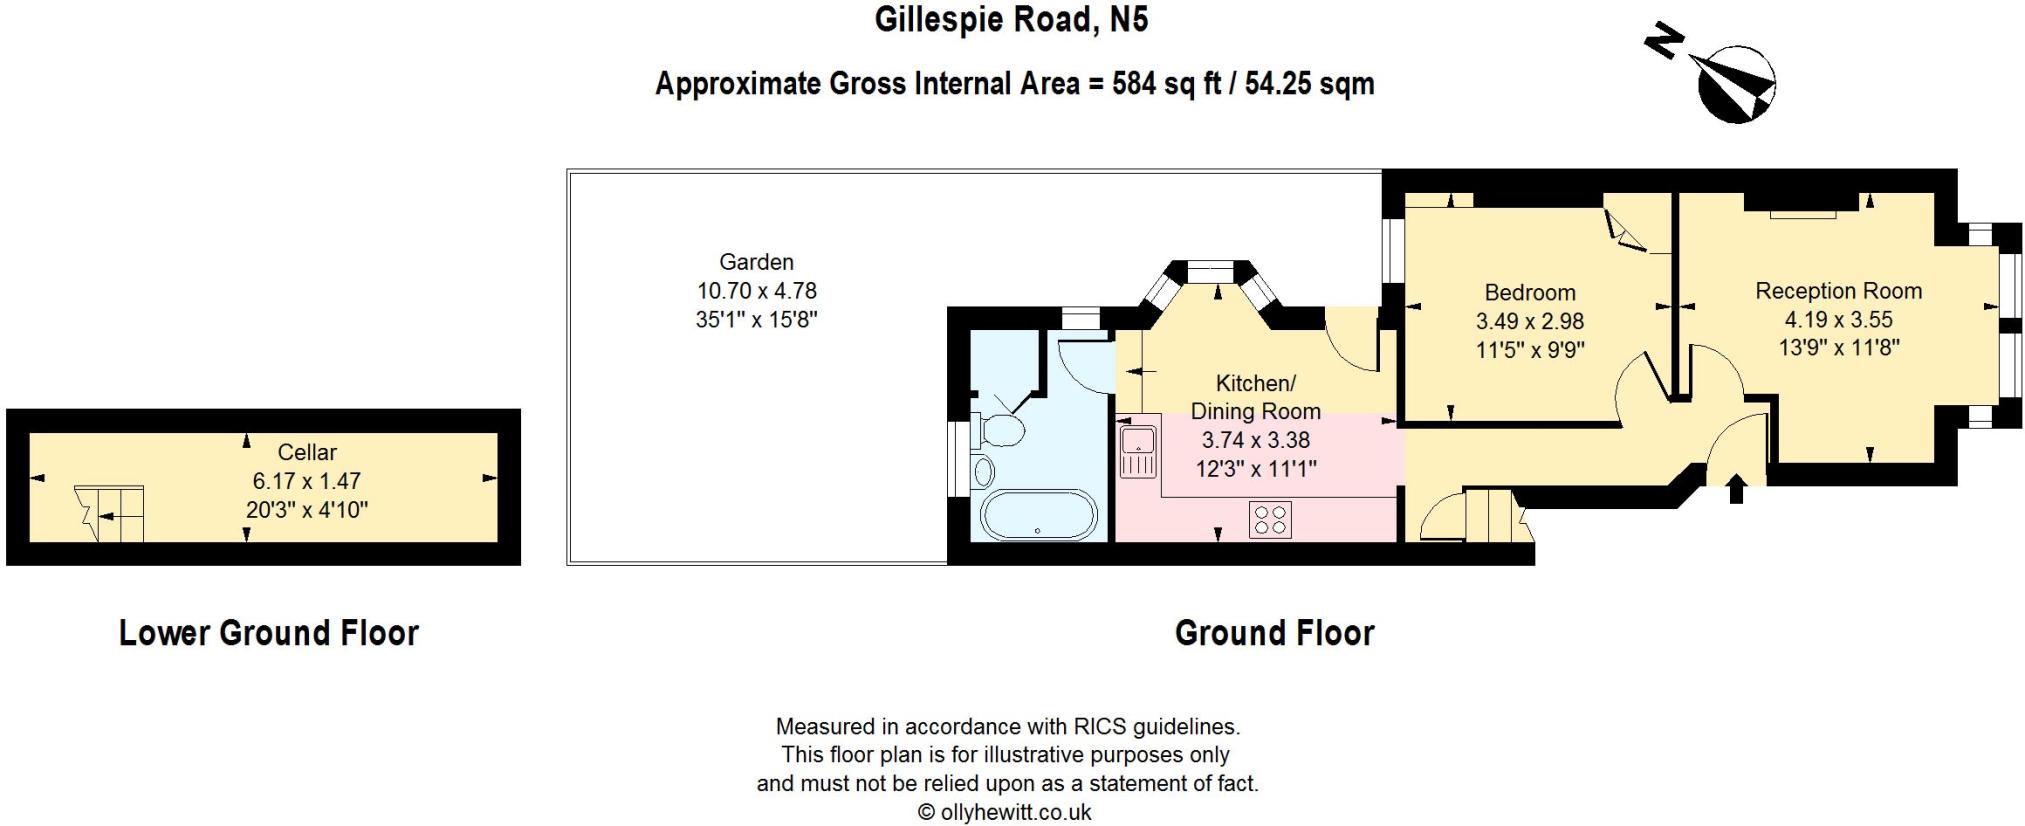 Gillespie Road, N5
Approximate Gross Internal Area = 584 sq ft / 54.25 sqm
N
Garden
10.70 x 4.78
35'1" x 15'8"
Bedroom
3.49 x 2.98
11'5" x 9'9"
Reception Room
4.19 x 3.55
13'9" x 11'8"
Kitchen/
Dining Room
3.74 x 3.38
12'3" x 11'1"
Cellar
6.17 x 1.47
20'3" x 4'10"
Lower Ground Floor
Ground Floor
Measured in accordance with RICS guidelines.
This floor plan is for illustrative purposes only
and must not be relied upon as a statement of fact.
© ollyhewitt.co.uk